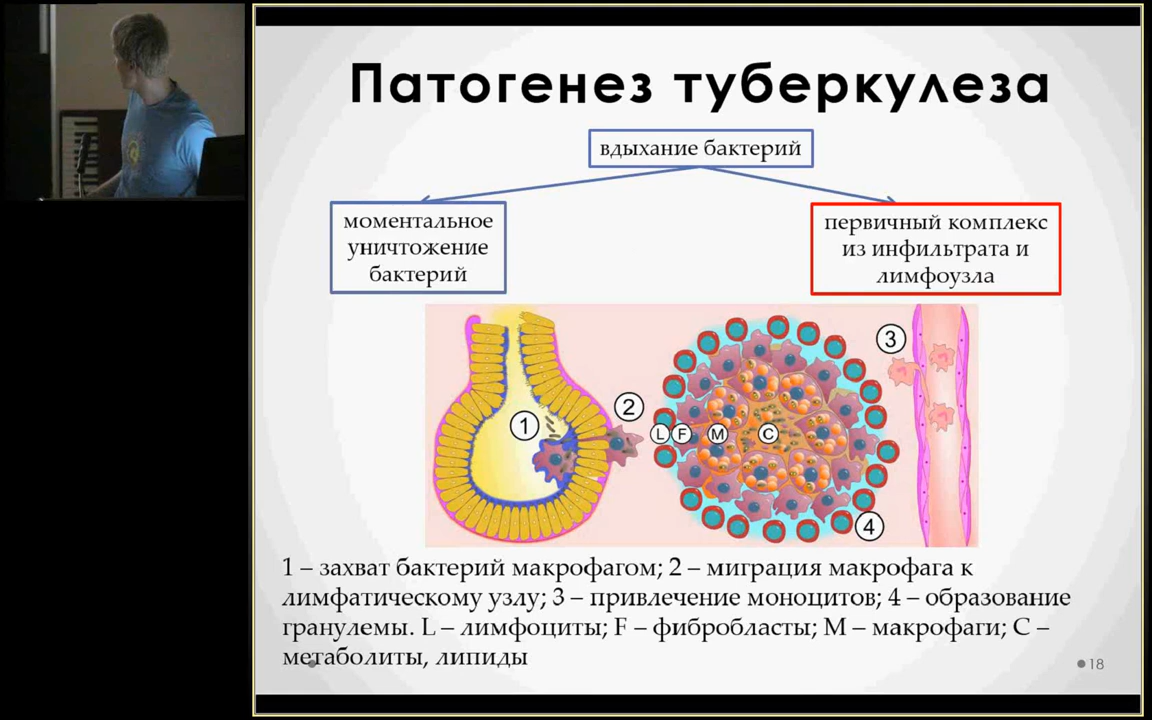 Патогенез туберкулеза
вдыхание бактерий
моментальное
уничтожение
бактерий
первичный комплекс
из инфильтрата и
лимфоузла
1
2
3
L F M C
4
1 – захват бактерий макрофагом; 2 – миграция макрофага к
лимфатическому узлу; 3 – привлечение моноцитов; 4 – образование
гранулемы. L – лимфоциты; F – фибробласты; M – макрофаги; C –
метаболиты, липиды
18